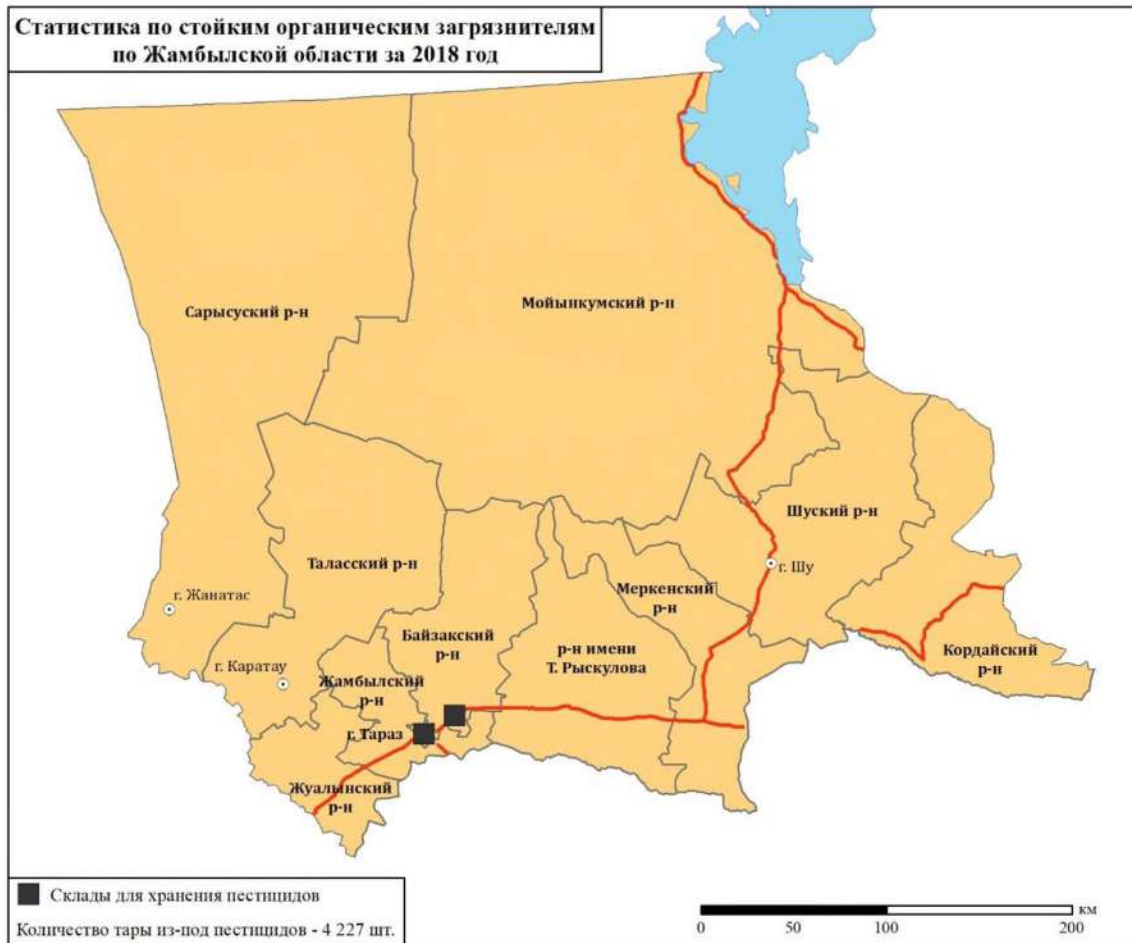 Статистика по стойким органическим загрязнителям
по Жамбылской области за 2018 год
Сарысуский р-н
Мойынкумский р-н
Шуский р-н
Таласский р-н
г. Шу
г. Жанатас
Меркенский
р-н
Байзакский
р-н
р-н имени
Т. Рыскулова
Кордайский
р-н
г. Каратау
Жамбылский
р-н
г. Тараз
Жуалынский
р-н
Склады для хранения пестицидов
Количество тары из-под пестицидов - 4 227 шт.
км
0 50 100 200